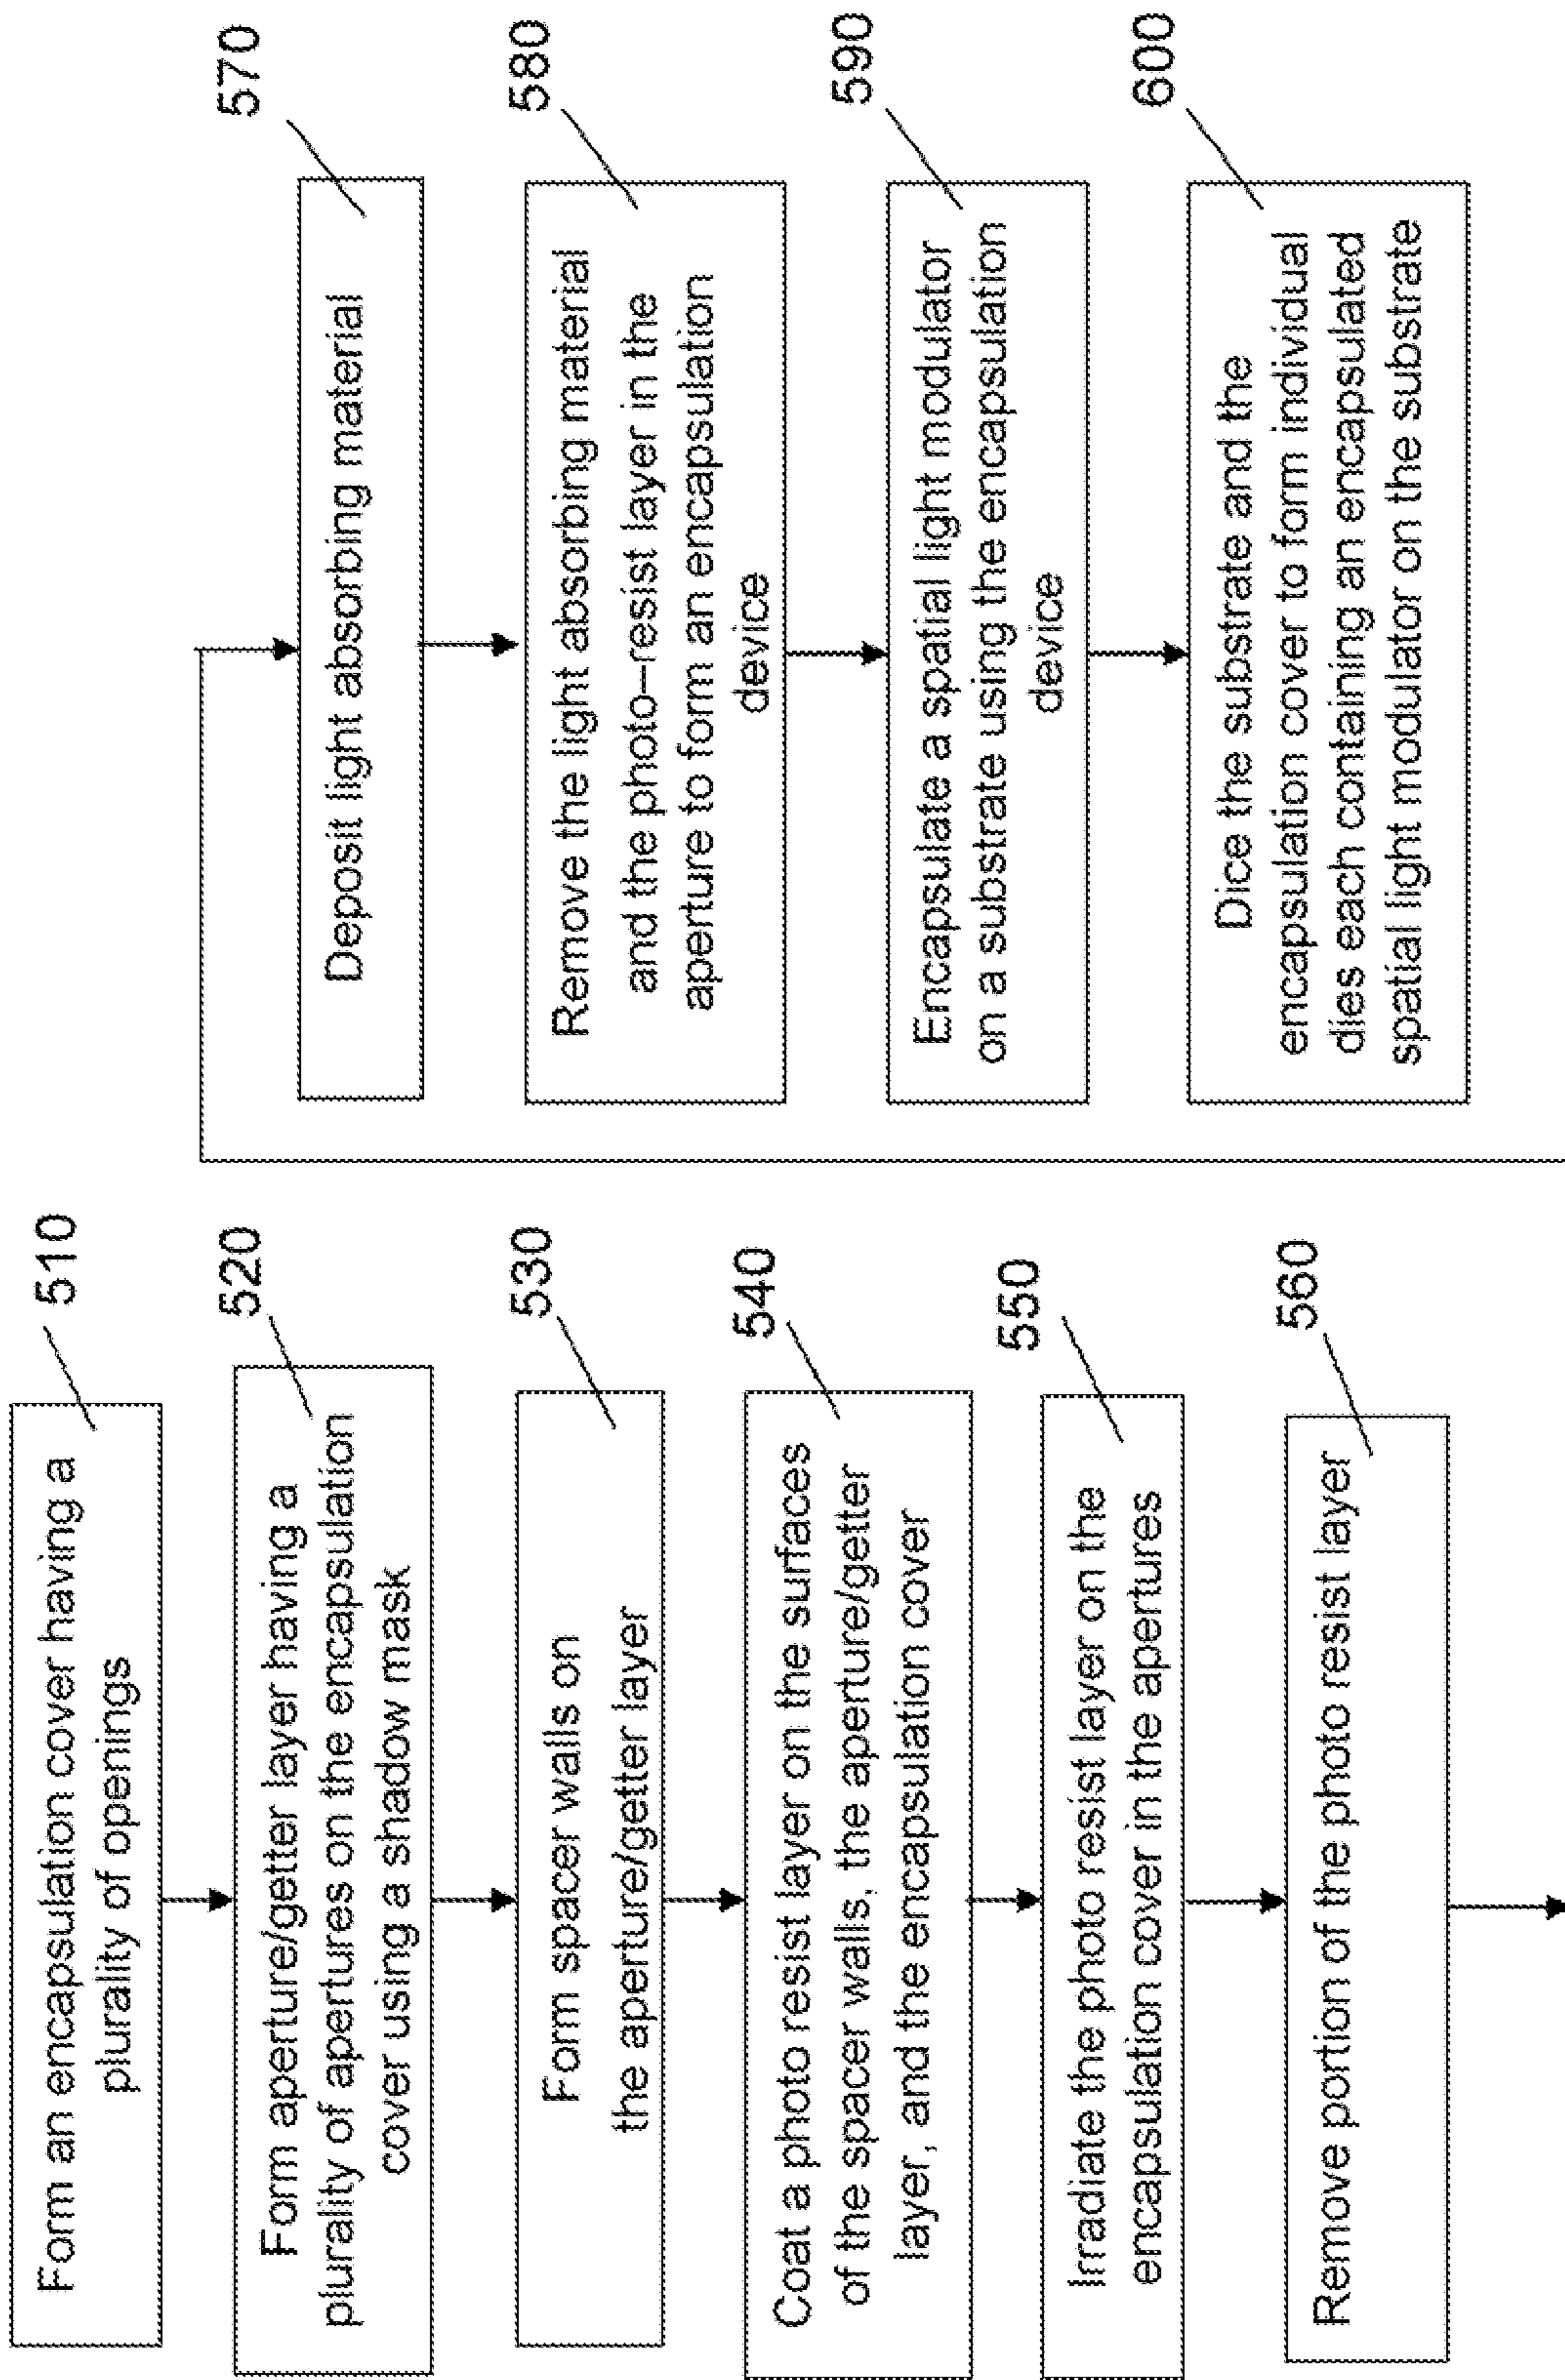 Form an encapsulation cover having a
plurality of openings
510
Form aperture/getter layer having a
plurality of apertures on the encapsulation
cover using a shadow mask
520
Form spacer walls on
the aperture/getter layer
530
Coat a photo resist layer on the surfaces
of the spacer walls, the aperture/getter
layer, and the encapsulation cover
540
Irradiate the photo resist layer on the
encapsulation cover in the apertures
550
Remove portion of the photo resist layer
560
Deposit light absorbing material
570
Remove the light absorbing material
and the photo–resist layer in the
aperture to form an encapsulation
device
580
Encapsulate a spatial light modulator
on a substrate using the encapsulation
device
590
Dice the substrate and the
encapsulation cover to form individual
dies each containing an encapsulated
spatial light modulator on the substrate
600